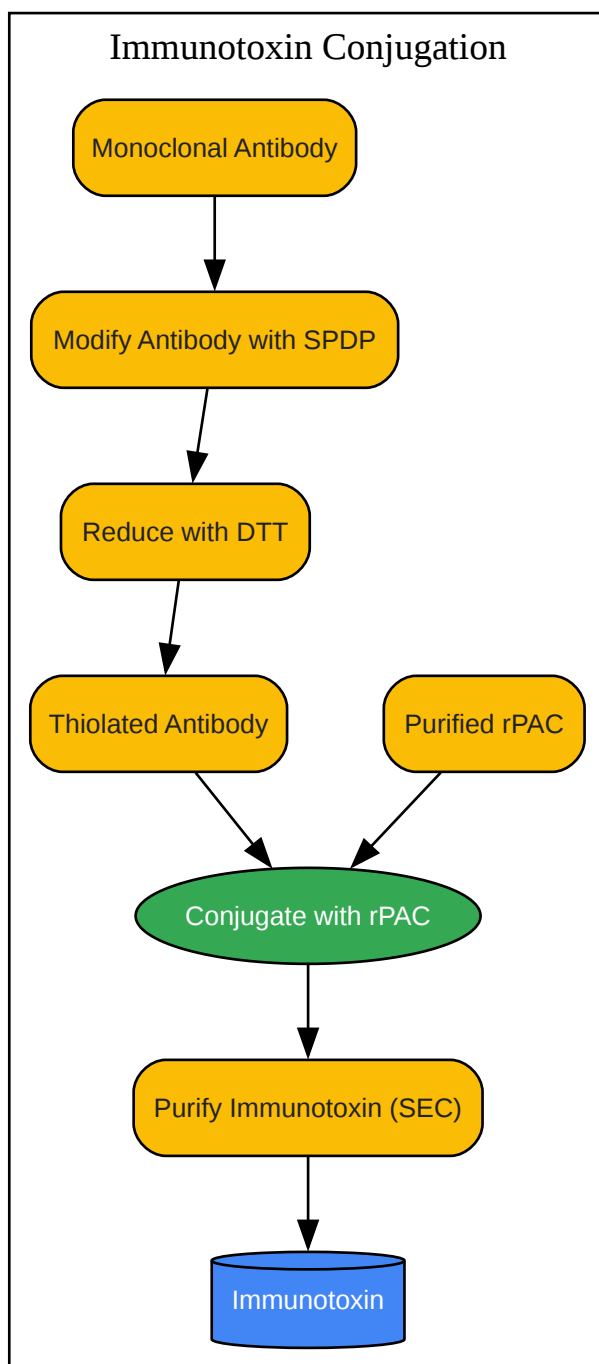 Immunotoxin Conjugation
Monoclonal Antibody
Modify Antibody with SPDP
Reduce with DTT
Thiolated Antibody
Purified rPAC
Conjugate with rPAC
Purify Immunotoxin (SEC)
Immunotoxin